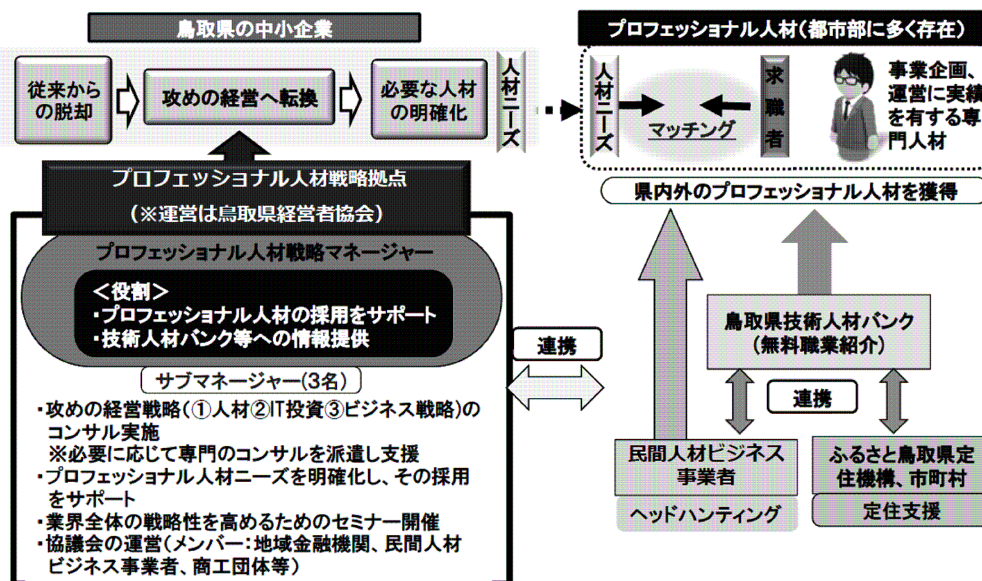 鳥取県の中小企業
従来から
の脱却
攻めの経営へ転換
必要な人材
の明確化
人材ニーズ
プロフェッショナル人材(都市部に多く存在)
人材ニーズ
マッチング
求職者
事業企画、
運営に実績
を有する専
門人材
県内外のプロフェッショナル人材を獲得
プロフェッショナル人材戦略拠点
(※運営は鳥取県経営者協会)
プロフェッショナル人材戦略マネージャー
<役割>
・プロフェッショナル人材の採用をサポート
・技術人材バンク等への情報提供
サブマネージャー(3名)
・攻めの経営戦略(①人材②IT投資③ビジネス戦略)の
コンサル実施
※必要に応じて専門のコンサルを派遣し支援
・プロフェッショナル人材ニーズを明確化し、その採用
をサポート
・業界全体の戦略性を高めるためのセミナー開催
・協議会の運営(メンバー:地域金融機関、民間人材
ビジネス事業者、商工団体等)
連携
鳥取県技術人材バンク
(無料職業紹介)
連携
民間人材ビジネス
事業者
ヘッドハンティング
ふるさと鳥取県定
住機構、市町村
定住支援